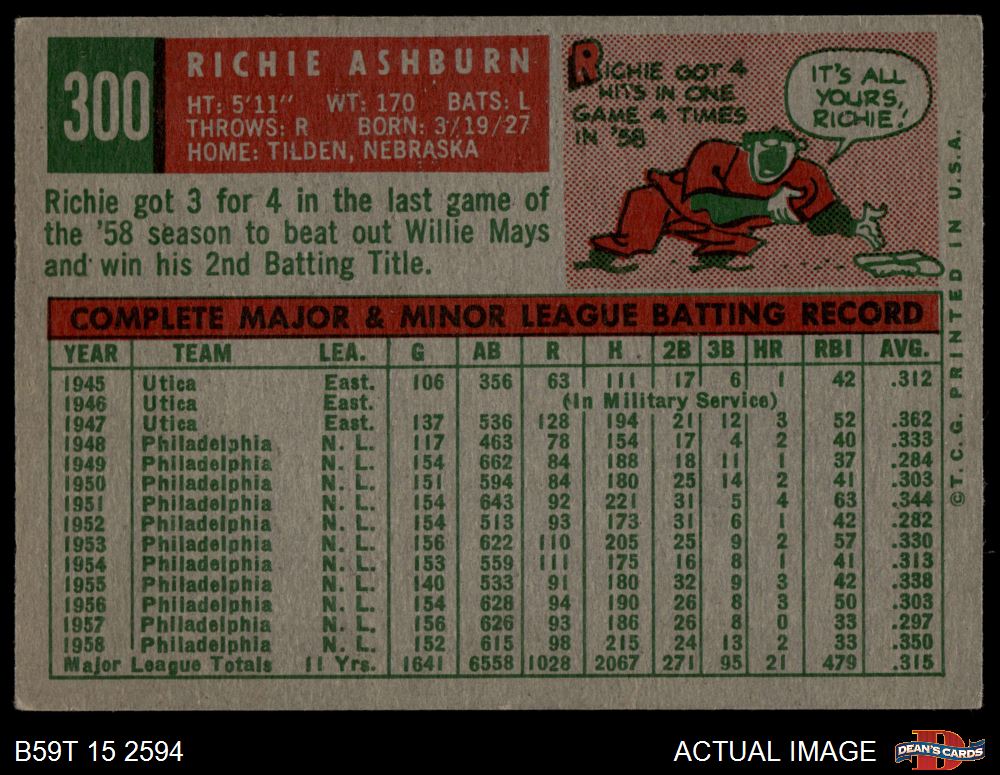 300
RICHIE ASHBURN
HT: 5'11" WT: 170 BATS: L
THROWS: R BORN: 3/19/27
HOME: TILDEN, NEBRASKA
RICHIE GOT 4
HITS IN ONE
GAME 4 TIMES
IN '58
IT'S ALL
YOURS,
RICHIE!
Richie got 3 for 4 in the last game of
the '58 season to beat out Willie Mays
and win his 2nd Batting Title.
COMPLETE MAJOR & MINOR LEAGUE BATTING RECORD
YEAR TEAM LEA. G AB R H 2B 3B HR RBI AVG.
1945 Utica East. 106 356 63 111 17 6 1 42 .312
1946 Utica East. (In Military Service)
1947 Utica East. 137 536 128 194 21 12 3 52 .362
1948 Philadelphia N. L. 117 463 78 154 17 4 2 40 .333
1949 Philadelphia N. L. 154 662 84 188 18 11 1 37 .284
1950 Philadelphia N. L. 151 594 84 180 25 14 2 41 .303
1951 Philadelphia N. L. 154 643 92 221 31 5 4 63 .344
1952 Philadelphia N. L. 154 513 93 173 31 6 1 42 .282
1953 Philadelphia N. L. 156 622 110 205 25 9 2 57 .330
1954 Philadelphia N. L. 153 559 111 175 16 8 1 41 .313
1955 Philadelphia N. L. 140 533 91 180 32 9 3 42 .338
1956 Philadelphia N. L. 154 628 94 190 26 8 3 50 .303
1957 Philadelphia N. L. 156 626 93 186 26 8 0 33 .297
1958 Philadelphia N. L. 152 615 98 215 24 13 2 33 .350
Major League Totals 11 Yrs. 1641 6558 1028 2067 271 95 21 479 .315
© T. C. G. PRINTED IN U.S.A.
B59T 15 2594
ACTUAL IMAGE
DEAN'S CARDS